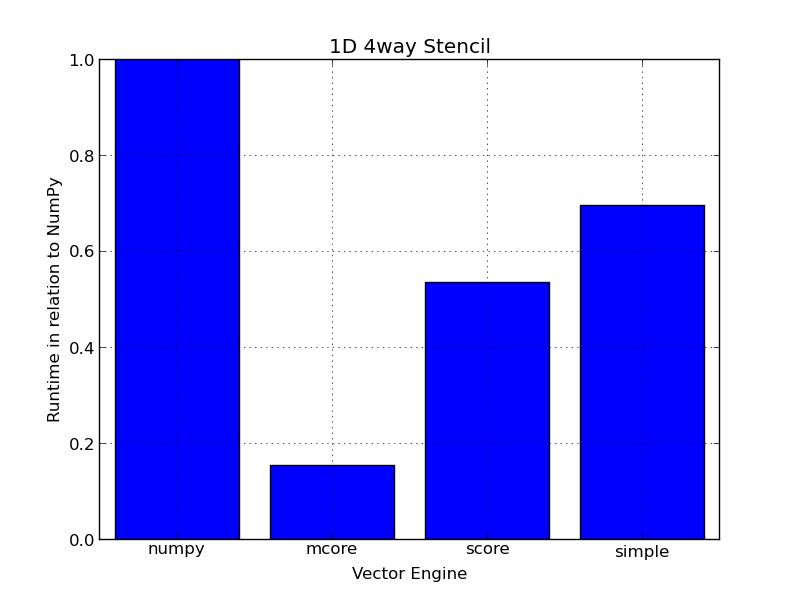 1D 4way Stencil
1.0
0.8
0.6
0.4
0.2
0.0
Runtime in relation to NumPy
numpy mcore score simple
Vector Engine